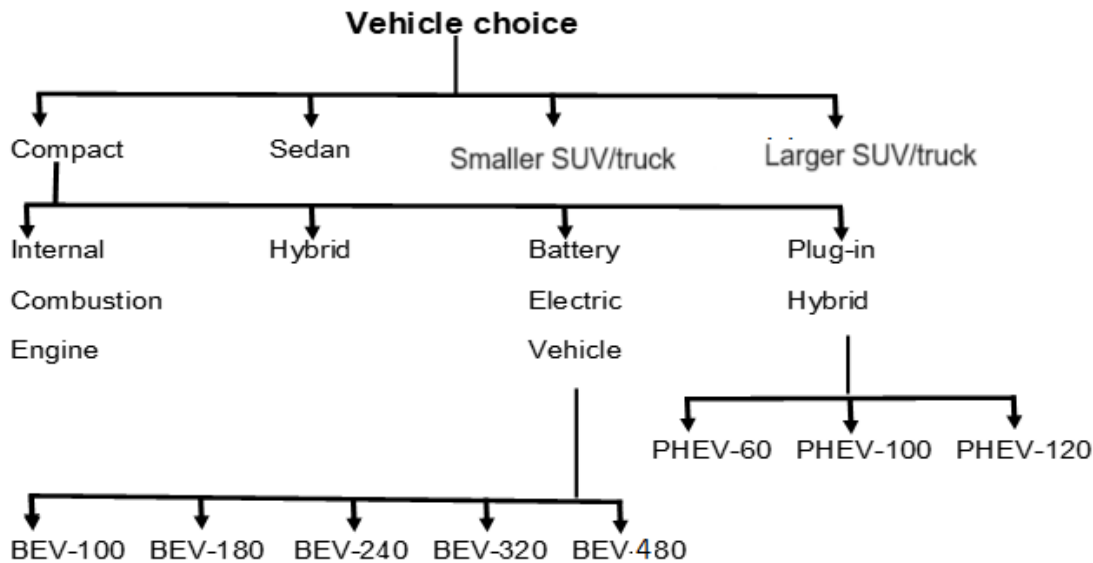 Vehicle choice
Compact Sedan Smaller SUV/truck Larger SUV/truck
Internal Hybrid Battery Plug-in
Combustion Electric Hybrid
Engine Vehicle
PHEV-60 PHEV-100 PHEV-120
BEV-100 BEV-180 BEV-240 BEV-320 BEV-480